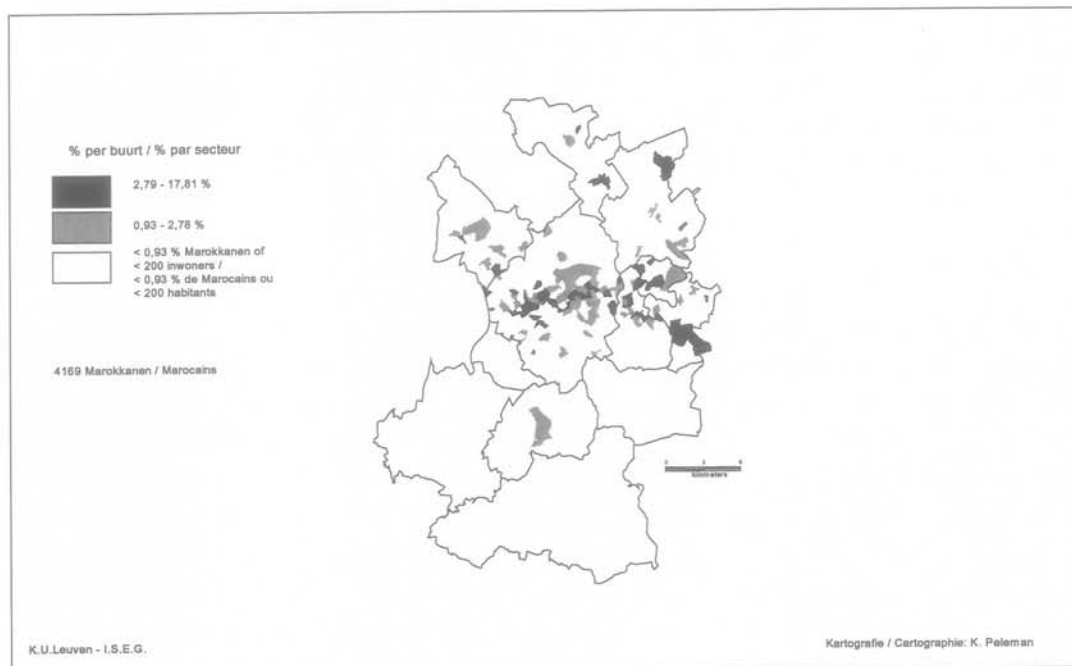 % per buurt / % par secteur
2,79 - 17,81 %
0,93 - 2,78 %
< 0,93 % Marokkanen of
< 200 inwoners /
< 0,93 % de Marocains ou
< 200 habitants
4169 Marokkanen / Marocains
kilometers
K.U.Leuven - I.S.E.G.
Kartografie / Cartographie: K. Peleman